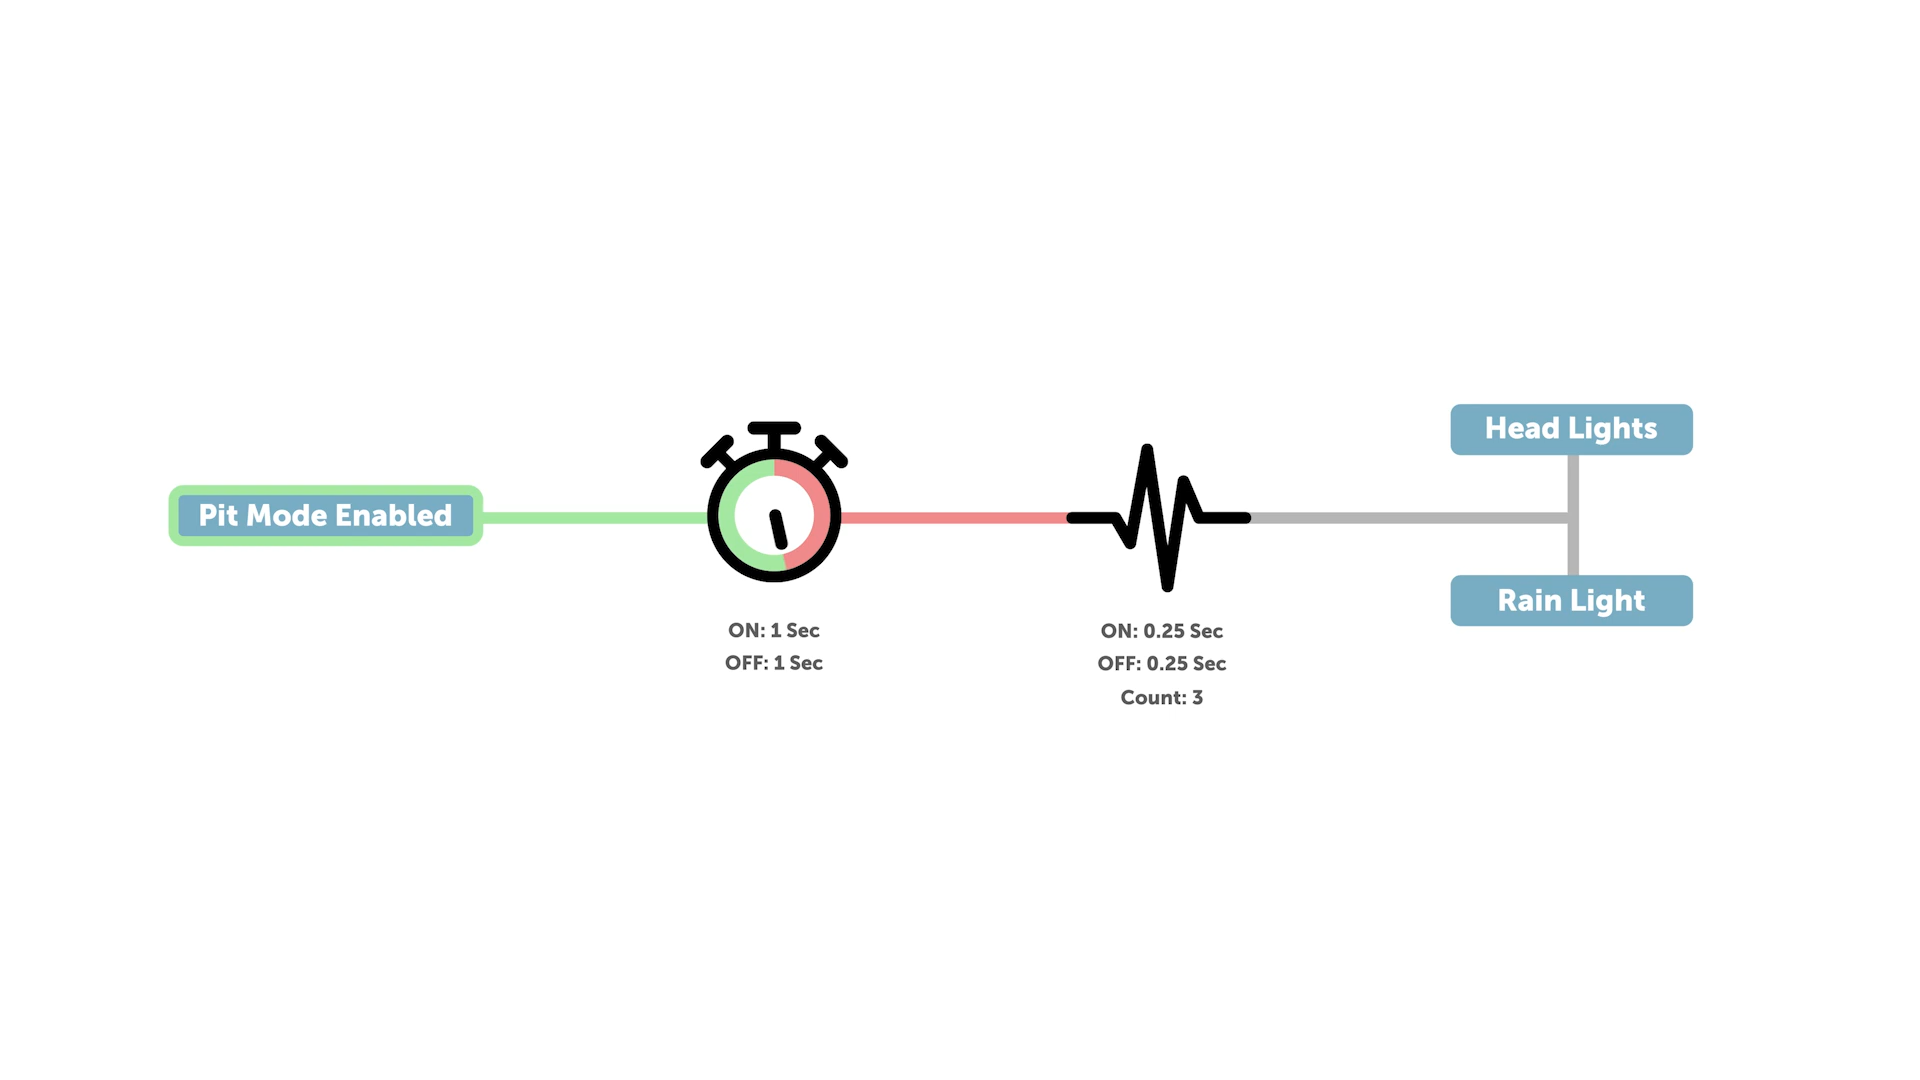 Pit Mode Enabled
ON: 1 Sec
OFF: 1 Sec
ON: 0.25 Sec
OFF: 0.25 Sec
Count: 3
Head Lights
Rain Light